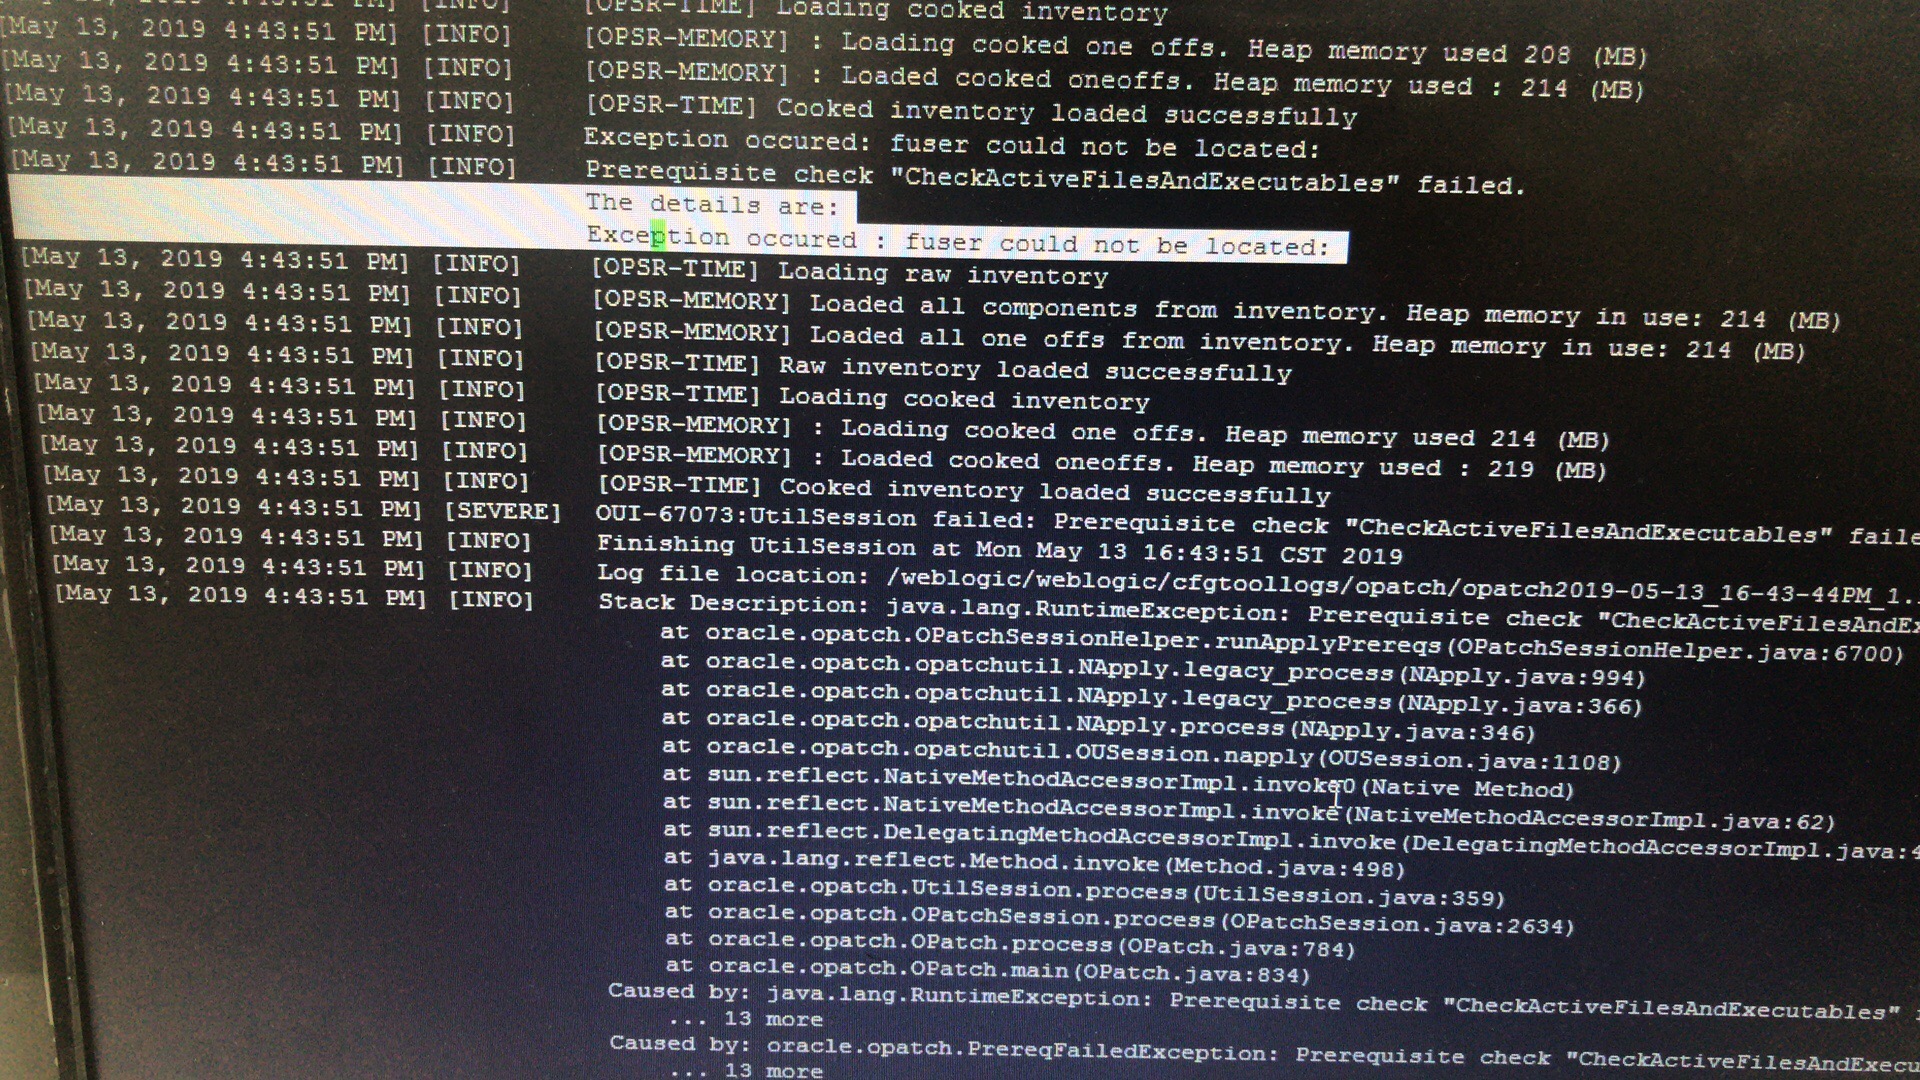 [OPSR-TIME] Loading cooked inventory
[May 13, 2019 4:43:51 PM] [INFO] [OPSR-MEMORY] : Loading cooked one offs. Heap memory used 208 (MB)
[May 13, 2019 4:43:51 PM] [INFO] [OPSR-MEMORY] : Loaded cooked oneoffs. Heap memory used : 214 (MB)
[May 13, 2019 4:43:51 PM] [INFO] [OPSR-TIME] Cooked inventory loaded successfully
[May 13, 2019 4:43:51 PM] [INFO] Exception occured: fuser could not be located:
[May 13, 2019 4:43:51 PM] [INFO] Prerequisite check "CheckActiveFilesAndExecutables" failed.
The details are:
Exception occured : fuser could not be located:
[May 13, 2019 4:43:51 PM] [INFO] [OPSR-TIME] Loading raw inventory
[May 13, 2019 4:43:51 PM] [INFO] [OPSR-MEMORY] Loaded all components from inventory. Heap memory in use: 214 (MB)
[May 13, 2019 4:43:51 PM] [INFO] [OPSR-MEMORY] Loaded all one offs from inventory. Heap memory in use: 214 (MB)
[May 13, 2019 4:43:51 PM] [INFO] [OPSR-TIME] Raw inventory loaded successfully
[May 13, 2019 4:43:51 PM] [INFO] [OPSR-TIME] Loading cooked inventory
[May 13, 2019 4:43:51 PM] [INFO] [OPSR-MEMORY] : Loading cooked one offs. Heap memory used 214 (MB)
[May 13, 2019 4:43:51 PM] [INFO] [OPSR-MEMORY] : Loaded cooked oneoffs. Heap memory used : 219 (MB)
[May 13, 2019 4:43:51 PM] [INFO] [OPSR-TIME] Cooked inventory loaded successfully
[May 13, 2019 4:43:51 PM] [SEVERE] OUI-67073:UtilSession failed: Prerequisite check "CheckActiveFilesAndExecutables" faile
[May 13, 2019 4:43:51 PM] [INFO] Finishing UtilSession at Mon May 13 16:43:51 CST 2019
[May 13, 2019 4:43:51 PM] [INFO] Log file location: /weblogic/weblogic/cfgtoollogs/opatch/opatch2019-05-13_16-43-44PM_1.
[May 13, 2019 4:43:51 PM] [INFO] Stack Description: java.lang.RuntimeException: Prerequisite check "CheckActiveFilesAndEx
at oracle.opatch.OPatchSessionHelper.runApplyPrereqs(OPatchSessionHelper.java:6700)
at oracle.opatch.opatchutil.NApply.legacy_process(NApply.java:994)
at oracle.opatch.opatchutil.NApply.legacy_process(NApply.java:366)
at oracle.opatch.opatchutil.NApply.process(NApply.java:346)
at oracle.opatch.opatchutil.OUSession.napply(OUSession.java:1108)
at sun.reflect.NativeMethodAccessorImpl.invoke0(Native Method)
at sun.reflect.NativeMethodAccessorImpl.invoke(NativeMethodAccessorImpl.java:62)
at sun.reflect.DelegatingMethodAccessorImpl.invoke(DelegatingMethodAccessorImpl.java:4
at java.lang.reflect.Method.invoke(Method.java:498)
at oracle.opatch.UtilSession.process(UtilSession.java:359)
at oracle.opatch.OPatchSession.process(OPatchSession.java:2634)
at oracle.opatch.OPatch.process(OPatch.java:784)
at oracle.opatch.OPatch.main(OPatch.java:834)
Caused by: java.lang.RuntimeException: Prerequisite check "CheckActiveFilesAndExecutables"
... 13 more
Caused by: oracle.opatch.PrereqFailedException: Prerequisite check "CheckActiveFilesAndExecu
... 13 more